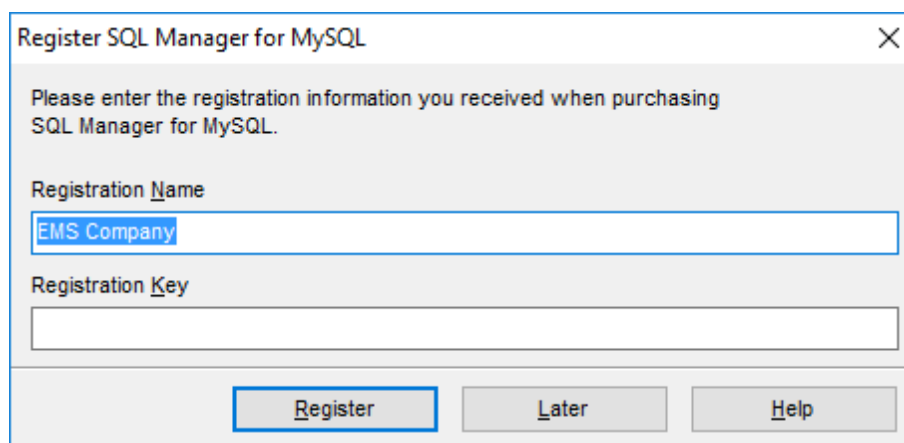 Register SQL Manager for MySQL
Please enter the registration information you received when purchasing
SQL Manager for MySQL.
Registration Name
EMS Company
Registration Key
Register
Later
Help